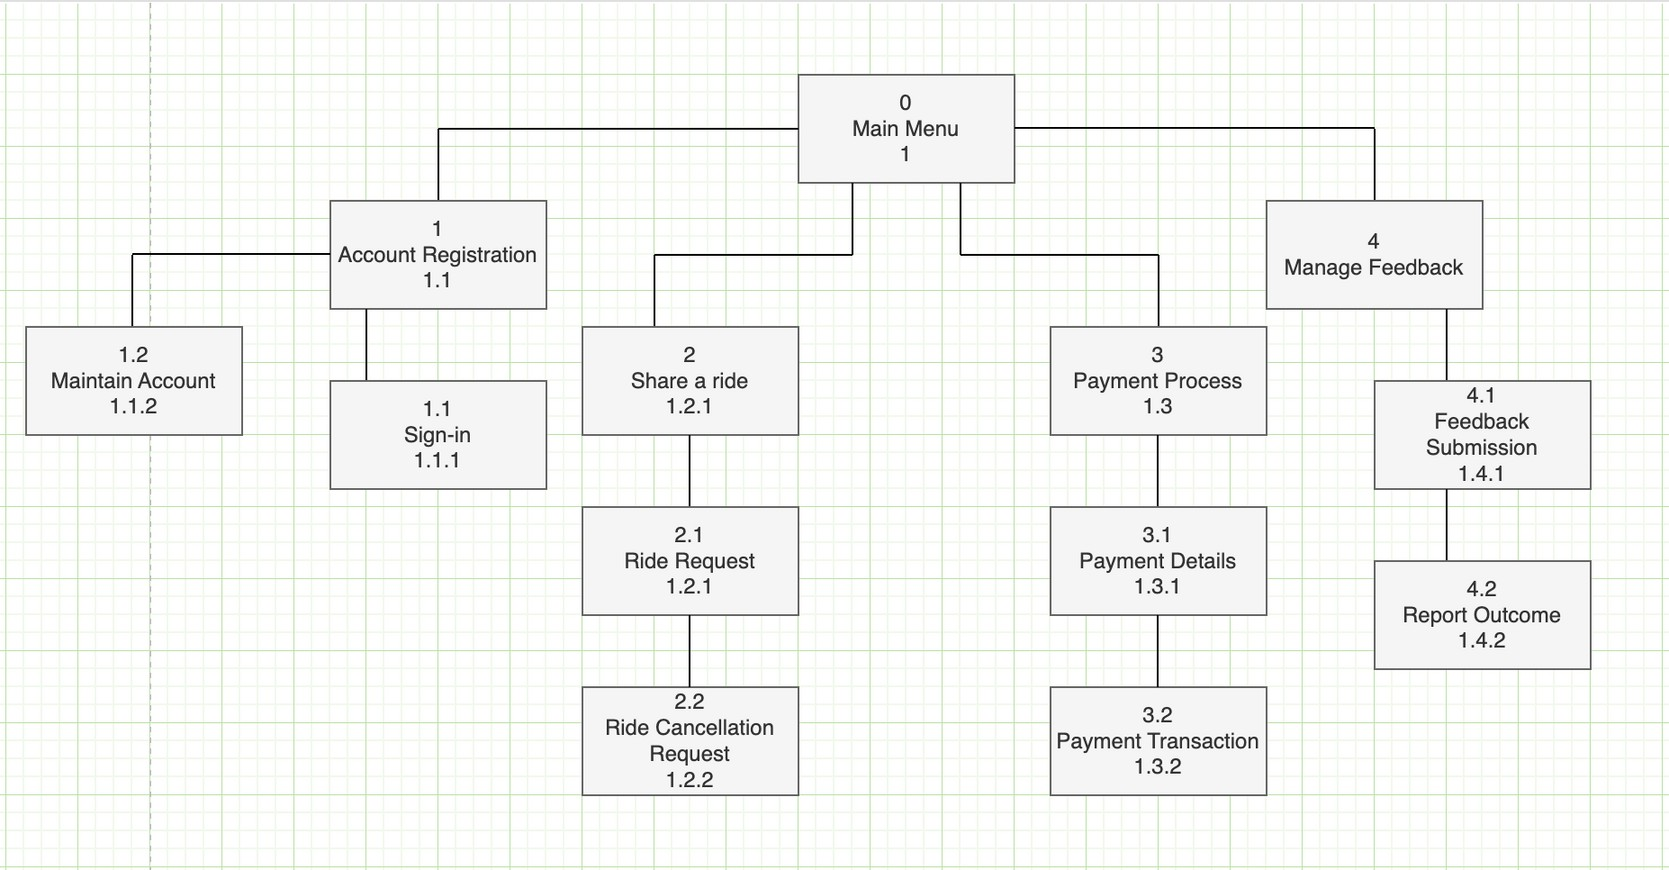 0
Main Menu
1
1
Account Registration
1.1
4
Manage Feedback
1.2
Maintain Account
1.1.2
1.1
Sign-in
1.1.1
2
Share a ride
1.2.1
3
Payment Process
1.3
4.1
Feedback
Submission
1.4.1
2.1
Ride Request
1.2.1
3.1
Payment Details
1.3.1
4.2
Report Outcome
1.4.2
2.2
Ride Cancellation
Request
1.2.2
3.2
Payment Transaction
1.3.2